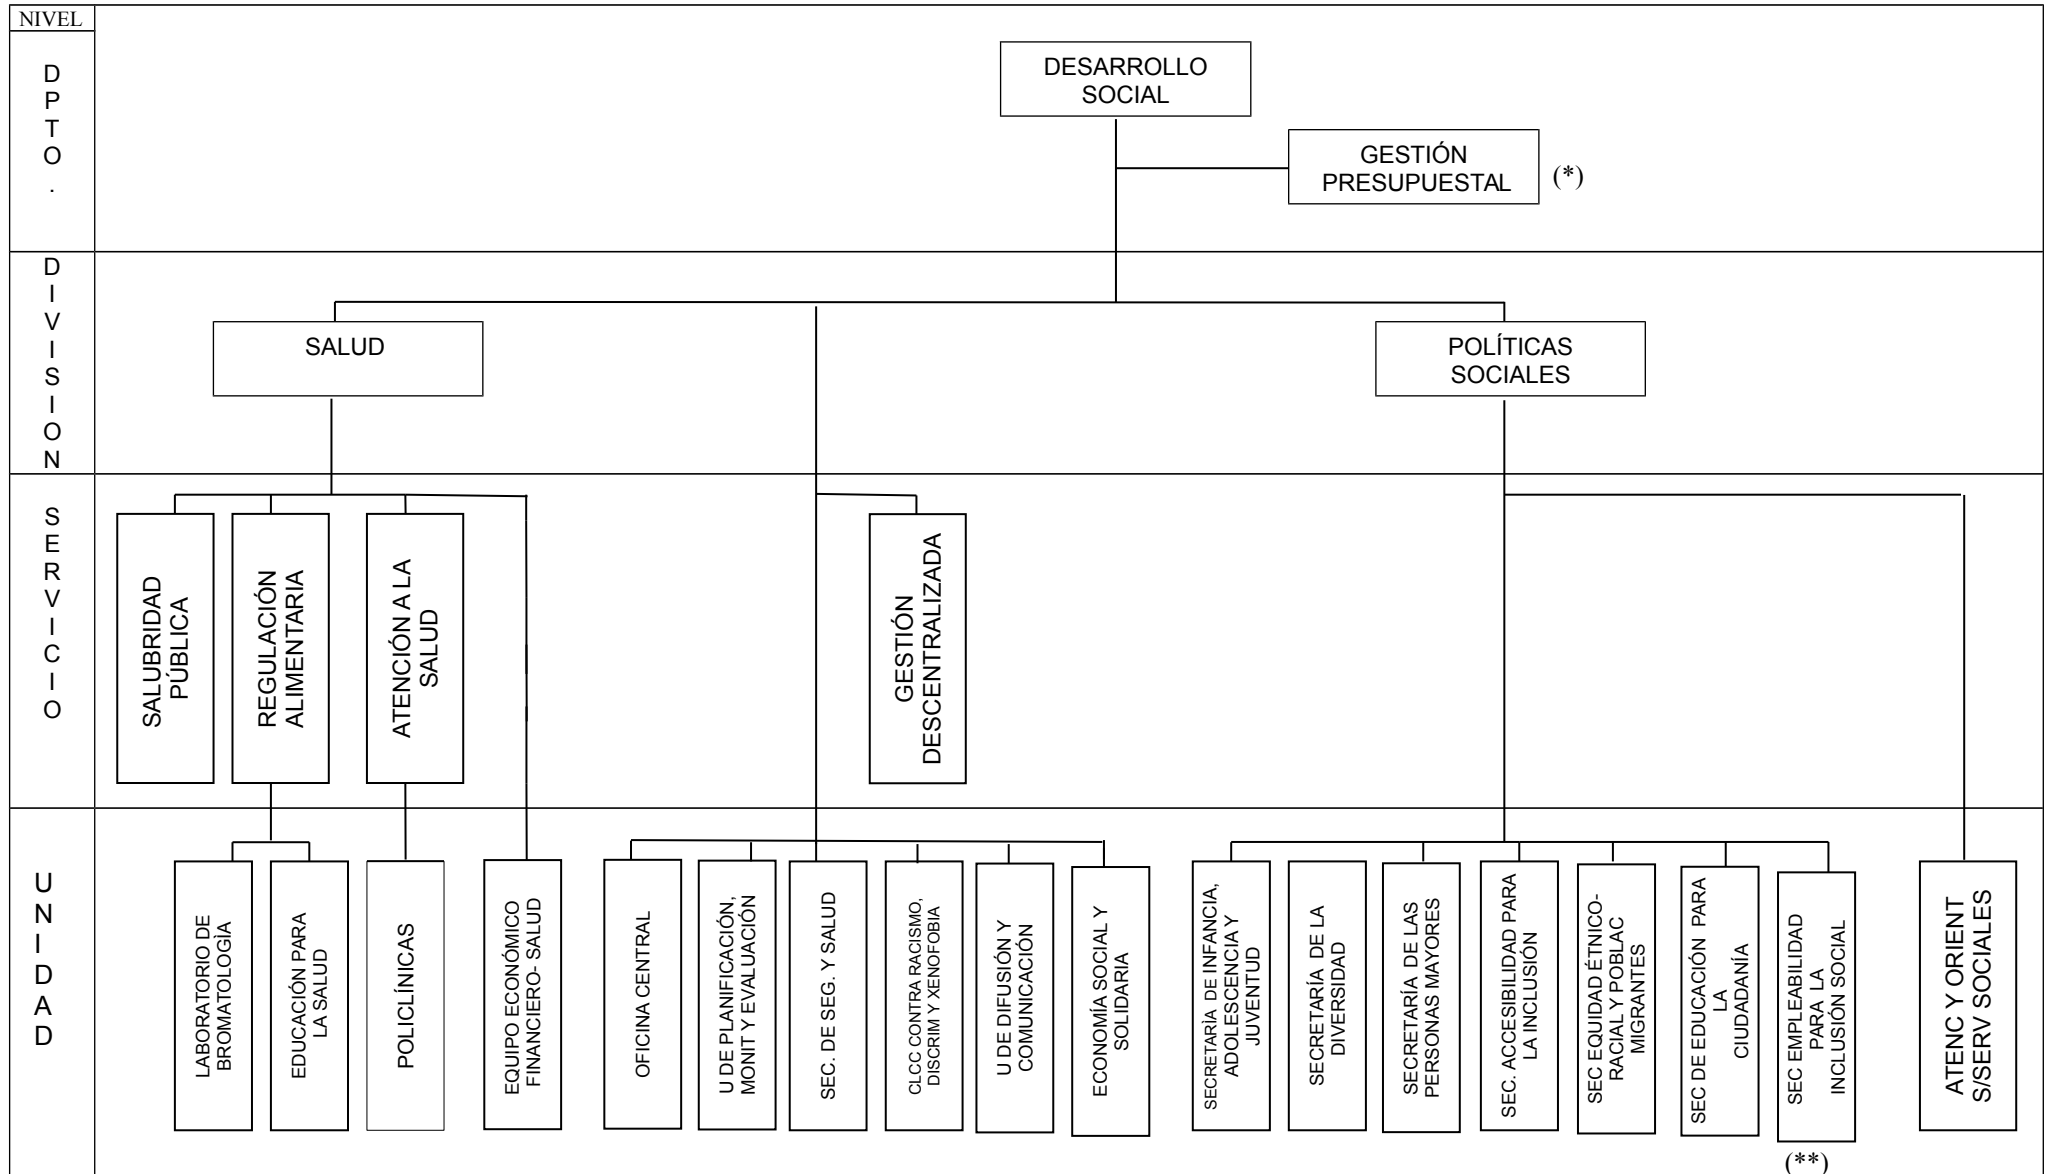 NIVEL
D
P
T
O
.
DESARROLLO
SOCIAL
GESTIÓN
PRESUPUESTAL
(*)
D
I
V
I
S
I
O
N
SALUD
POLÍTICAS
SOCIALES
S
E
R
V
I
C
I
O
SALUBRIDAD
PÚBLICA
REGULACIÓN
ALIMENTARIA
ATENCIÓN A LA
SALUD
GESTIÓN
DESCENTRALIZADA
U
N
I
D
A
D
LABORATORIO DE
BROMATOLOGÌA
EDUCACIÓN PARA
LA SALUD
POLICLÍNICAS
EQUIPO ECONÓMICO
FINANCIERO- SALUD
OFICINA CENTRAL
U DE PLANIFICACIÓN,
MONIT Y EVALUACIÓN
SEC. DE SEG. Y SALUD
CLCC CONTRA RACISMO,
DISCRIM Y XENOFOBIA
U DE DIFUSIÓN Y
COMUNICACIÓN
ECONOMÍA SOCIAL Y
SOLIDARIA
SECRETARÌA DE INFANCIA,
ADOLESCENCIA Y
JUVENTUD
SECRETARÍA DE LA
DIVERSIDAD
SECRETARÍA DE LAS
PERSONAS MAYORES
SEC. ACCESIBILIDAD PARA
LA INCLUSIÓN
SEC EQUIDAD ÉTNICO-
RACIAL Y POBLAC
MIGRANTES
SEC DE EDUCACIÓN PARA
LA
CIUDADANÍA
SEC EMPLEABILIDAD
PARA LA
INCLUSIÓN SOCIAL
(**)
ATENC Y ORIENT
S/SERV SOCIALES